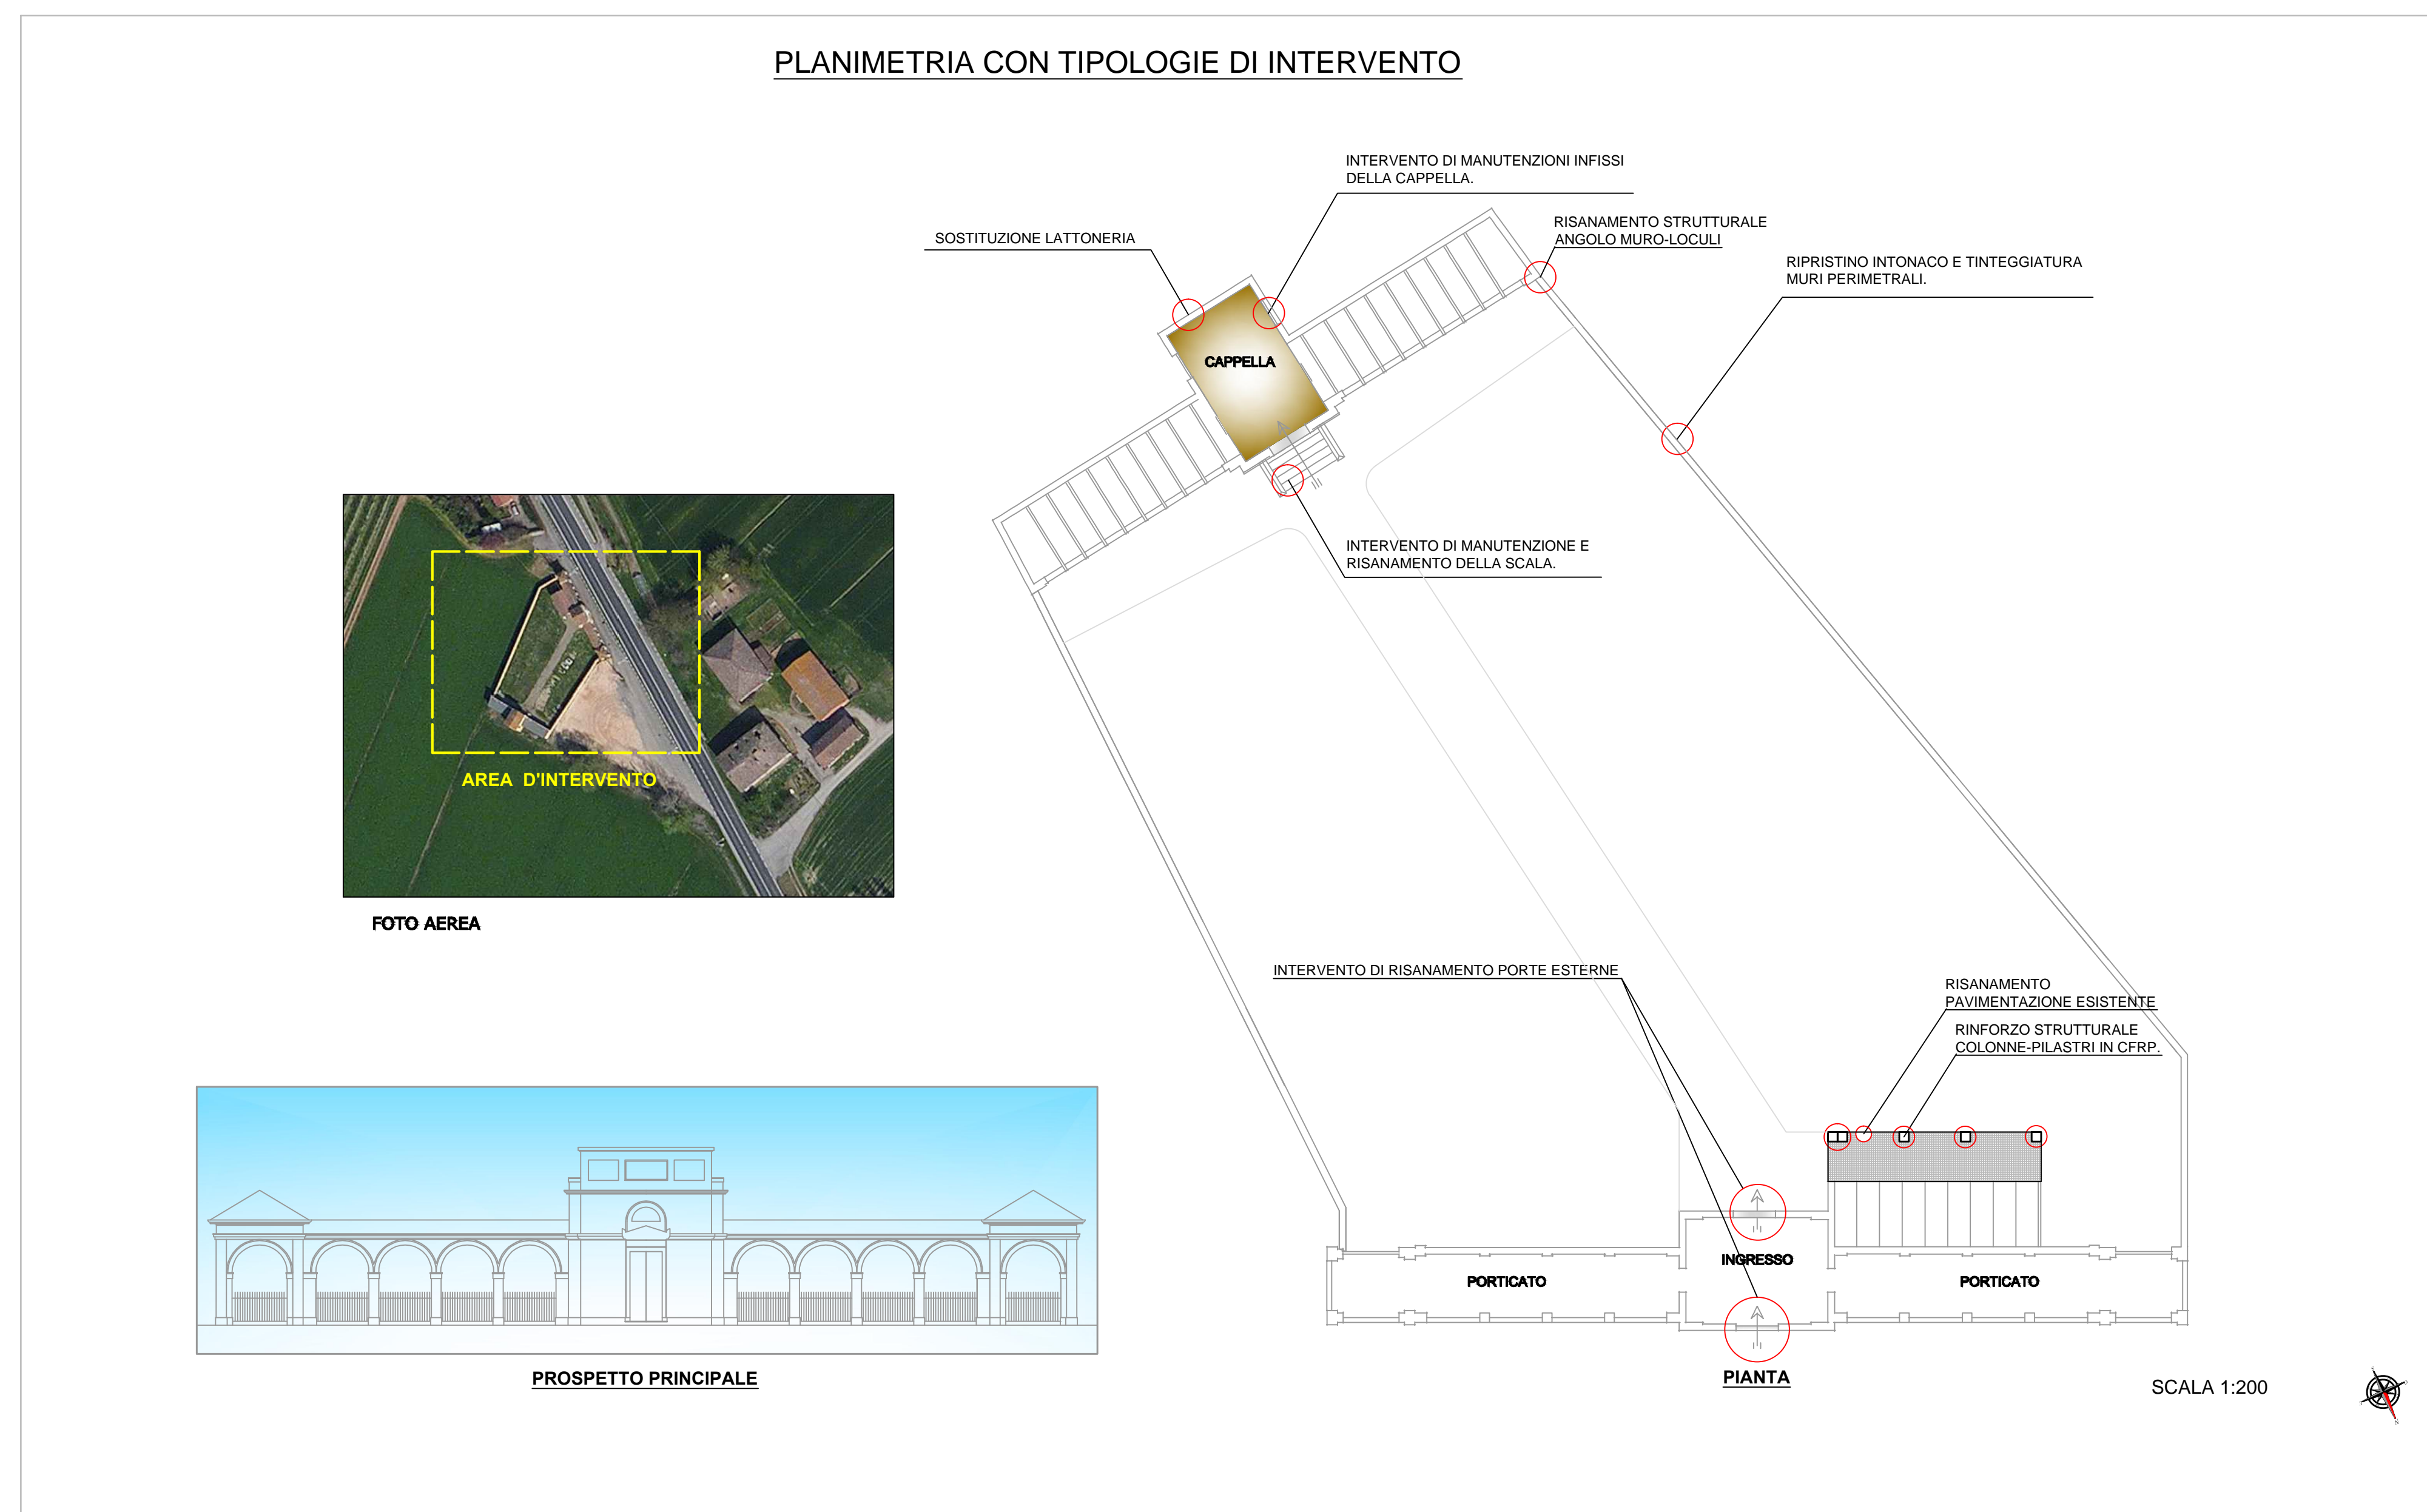 PLANIMETRIA CON TIPOLOGIE DI INTERVENTO
INTERVENTO DI MANUTENZIONI INFISSI
DELLA CAPPELLA.
SOSTITUZIONE LATTONERIA
RISANAMENTO STRUTTURALE
ANGOLO MURO-LOCULI
RIPRISTINO INTONACO E TINTEGGIATURA
MURI PERIMETRALI.
CAPPELLA
INTERVENTO DI MANUTENZIONE E
RISANAMENTO DELLA SCALA.
AREA D'INTERVENTO
FOTO AEREA
INTERVENTO DI RISANAMENTO PORTE ESTERNE
RISANAMENTO
PAVIMENTAZIONE ESISTENTE
RINFORZO STRUTTURALE
COLONNE-PILASTRI IN CFRP.
INGRESSO
PORTICATO
PORTICATO
PROSPETTO PRINCIPALE
PIANTA
SCALA 1:200